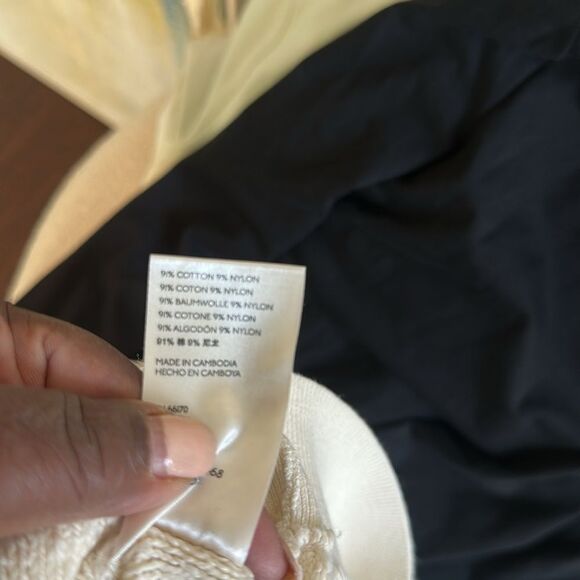 91% COTTON 9% NYLON
91% COTON 9% NYLON
91% BAUMWOLLE 9% NYLON
91% COTONE 9% NYLON
91% ALGODÓN 9% NYLON
91% 棉 9% 尼龙
MADE IN CAMBODIA
HECHO EN CAMBOYA